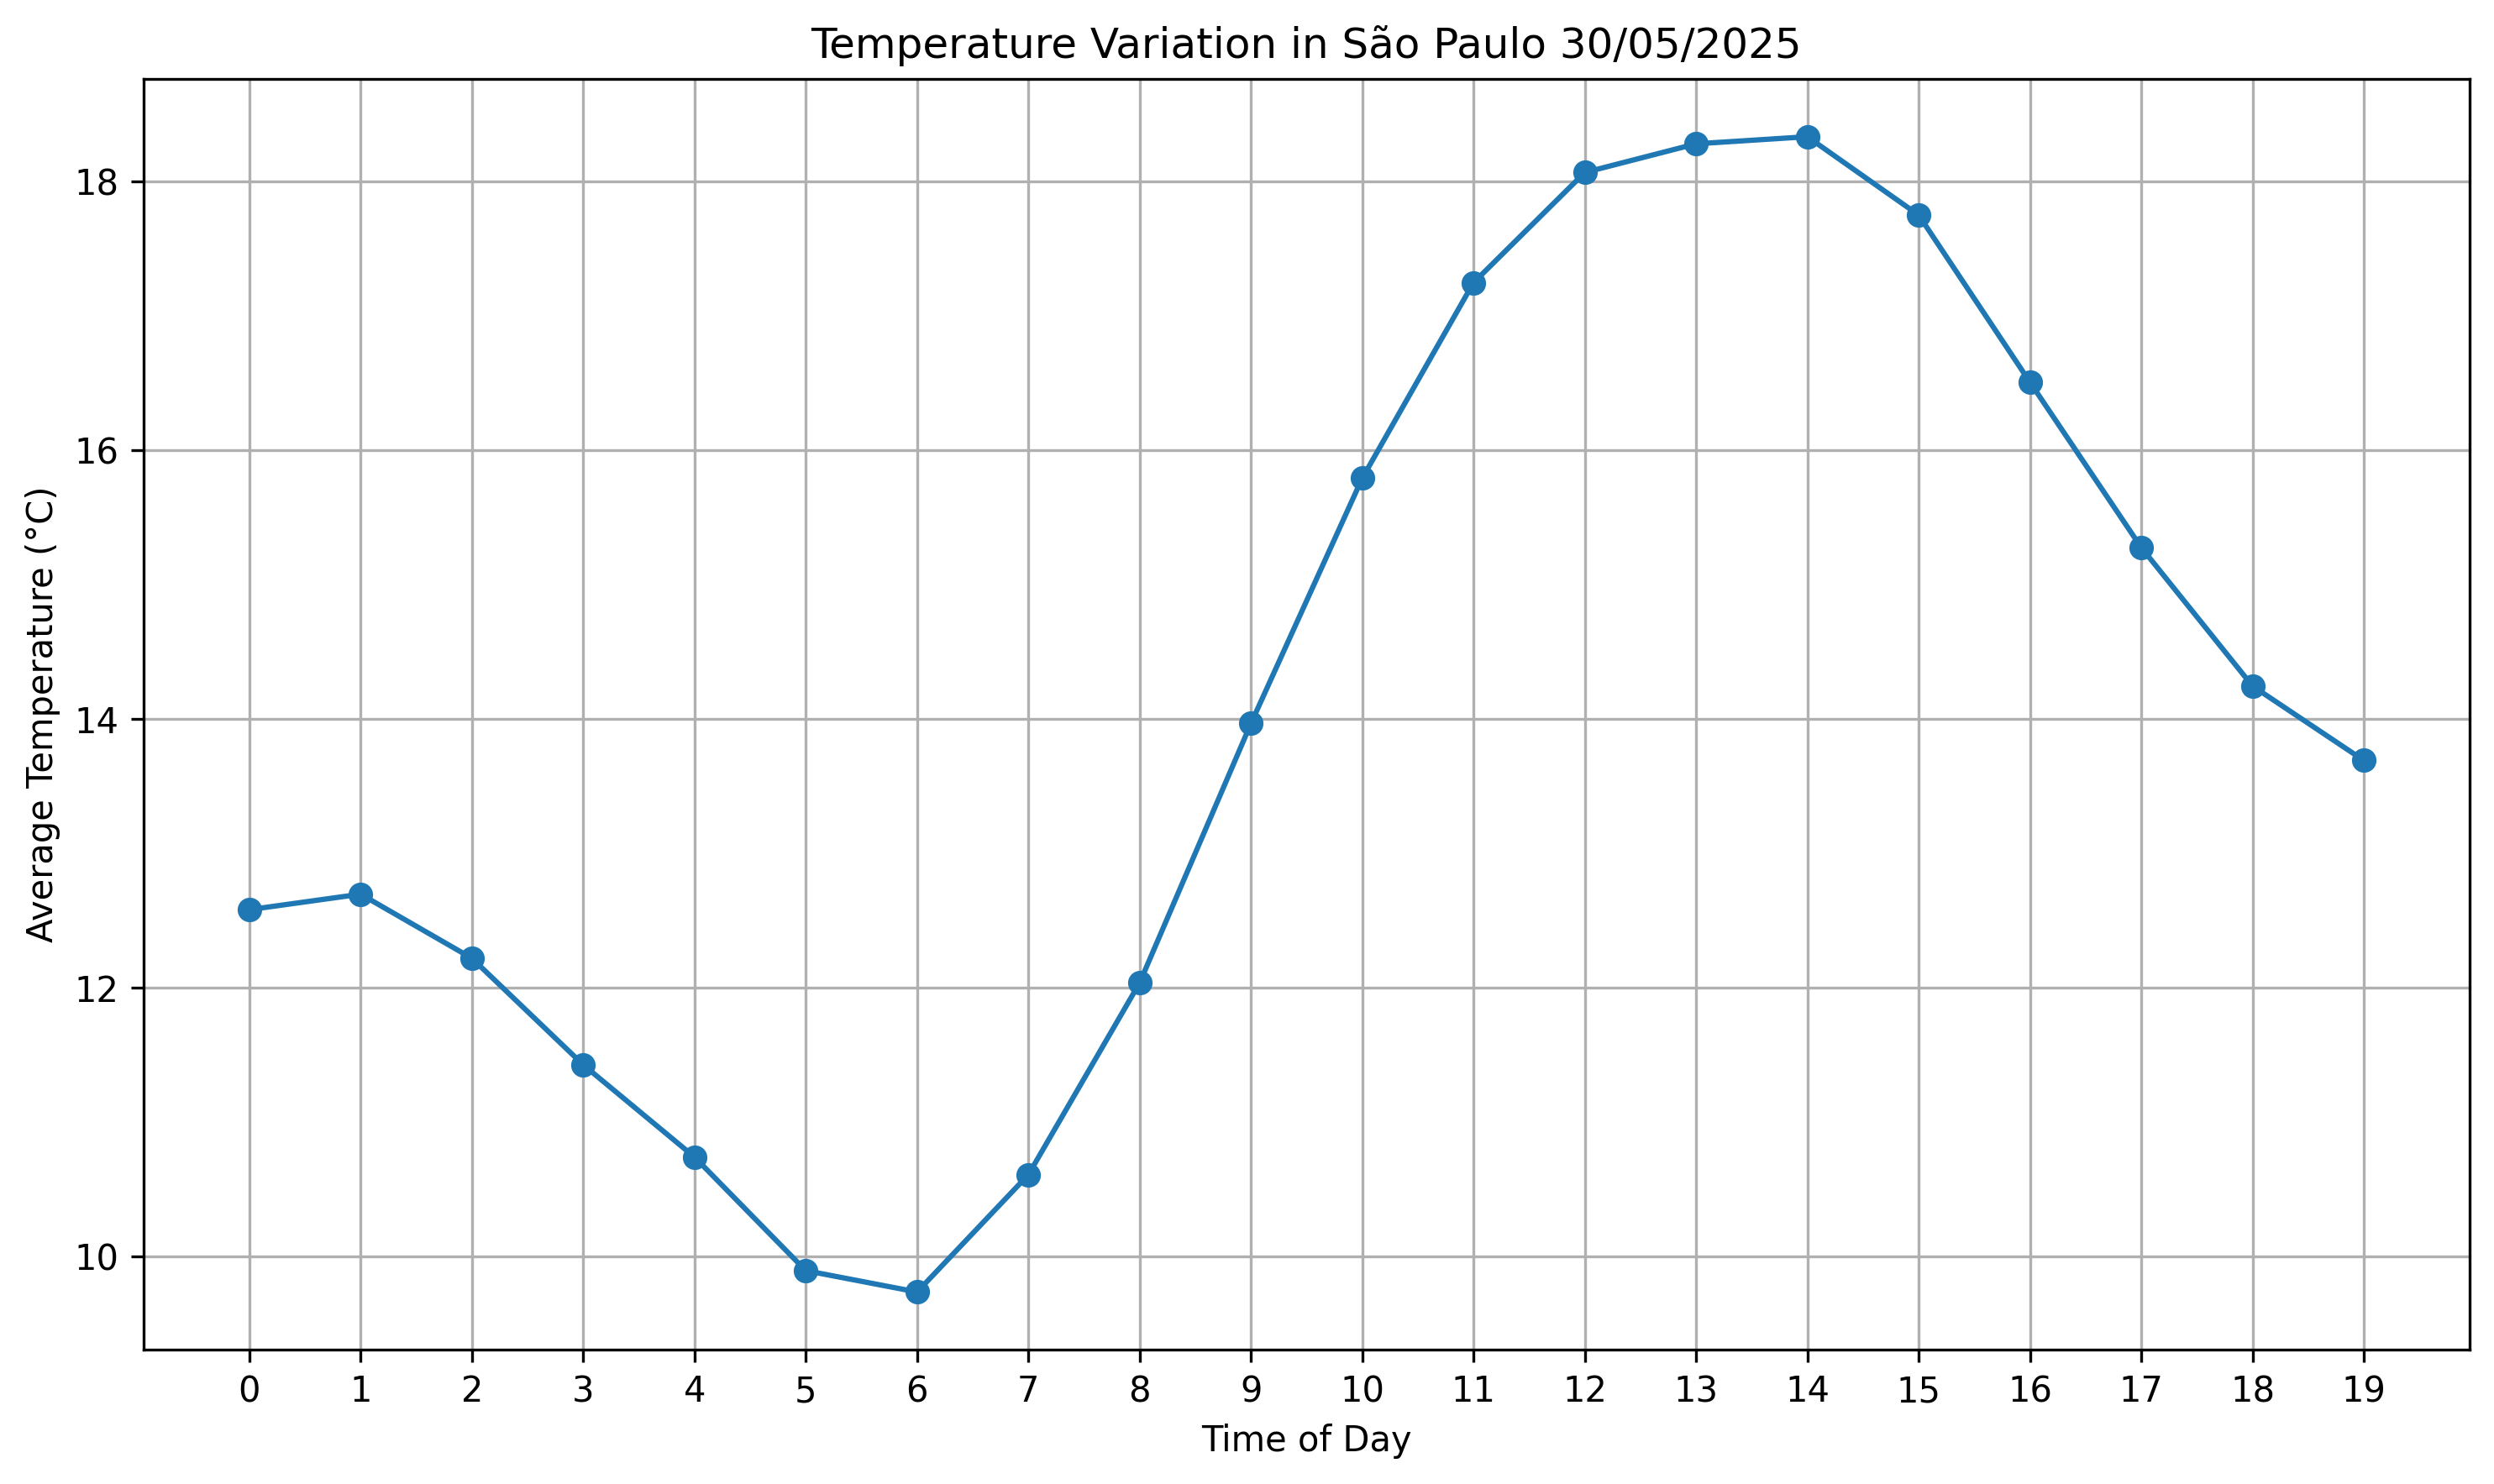 Temperature Variation in São Paulo 30/05/2025
Average Temperature (°C)
18
16
14
12
10
0 1 2 3 4 5 6 7 8 9 10 11 12 13 14 15 16 17 18 19
Time of Day